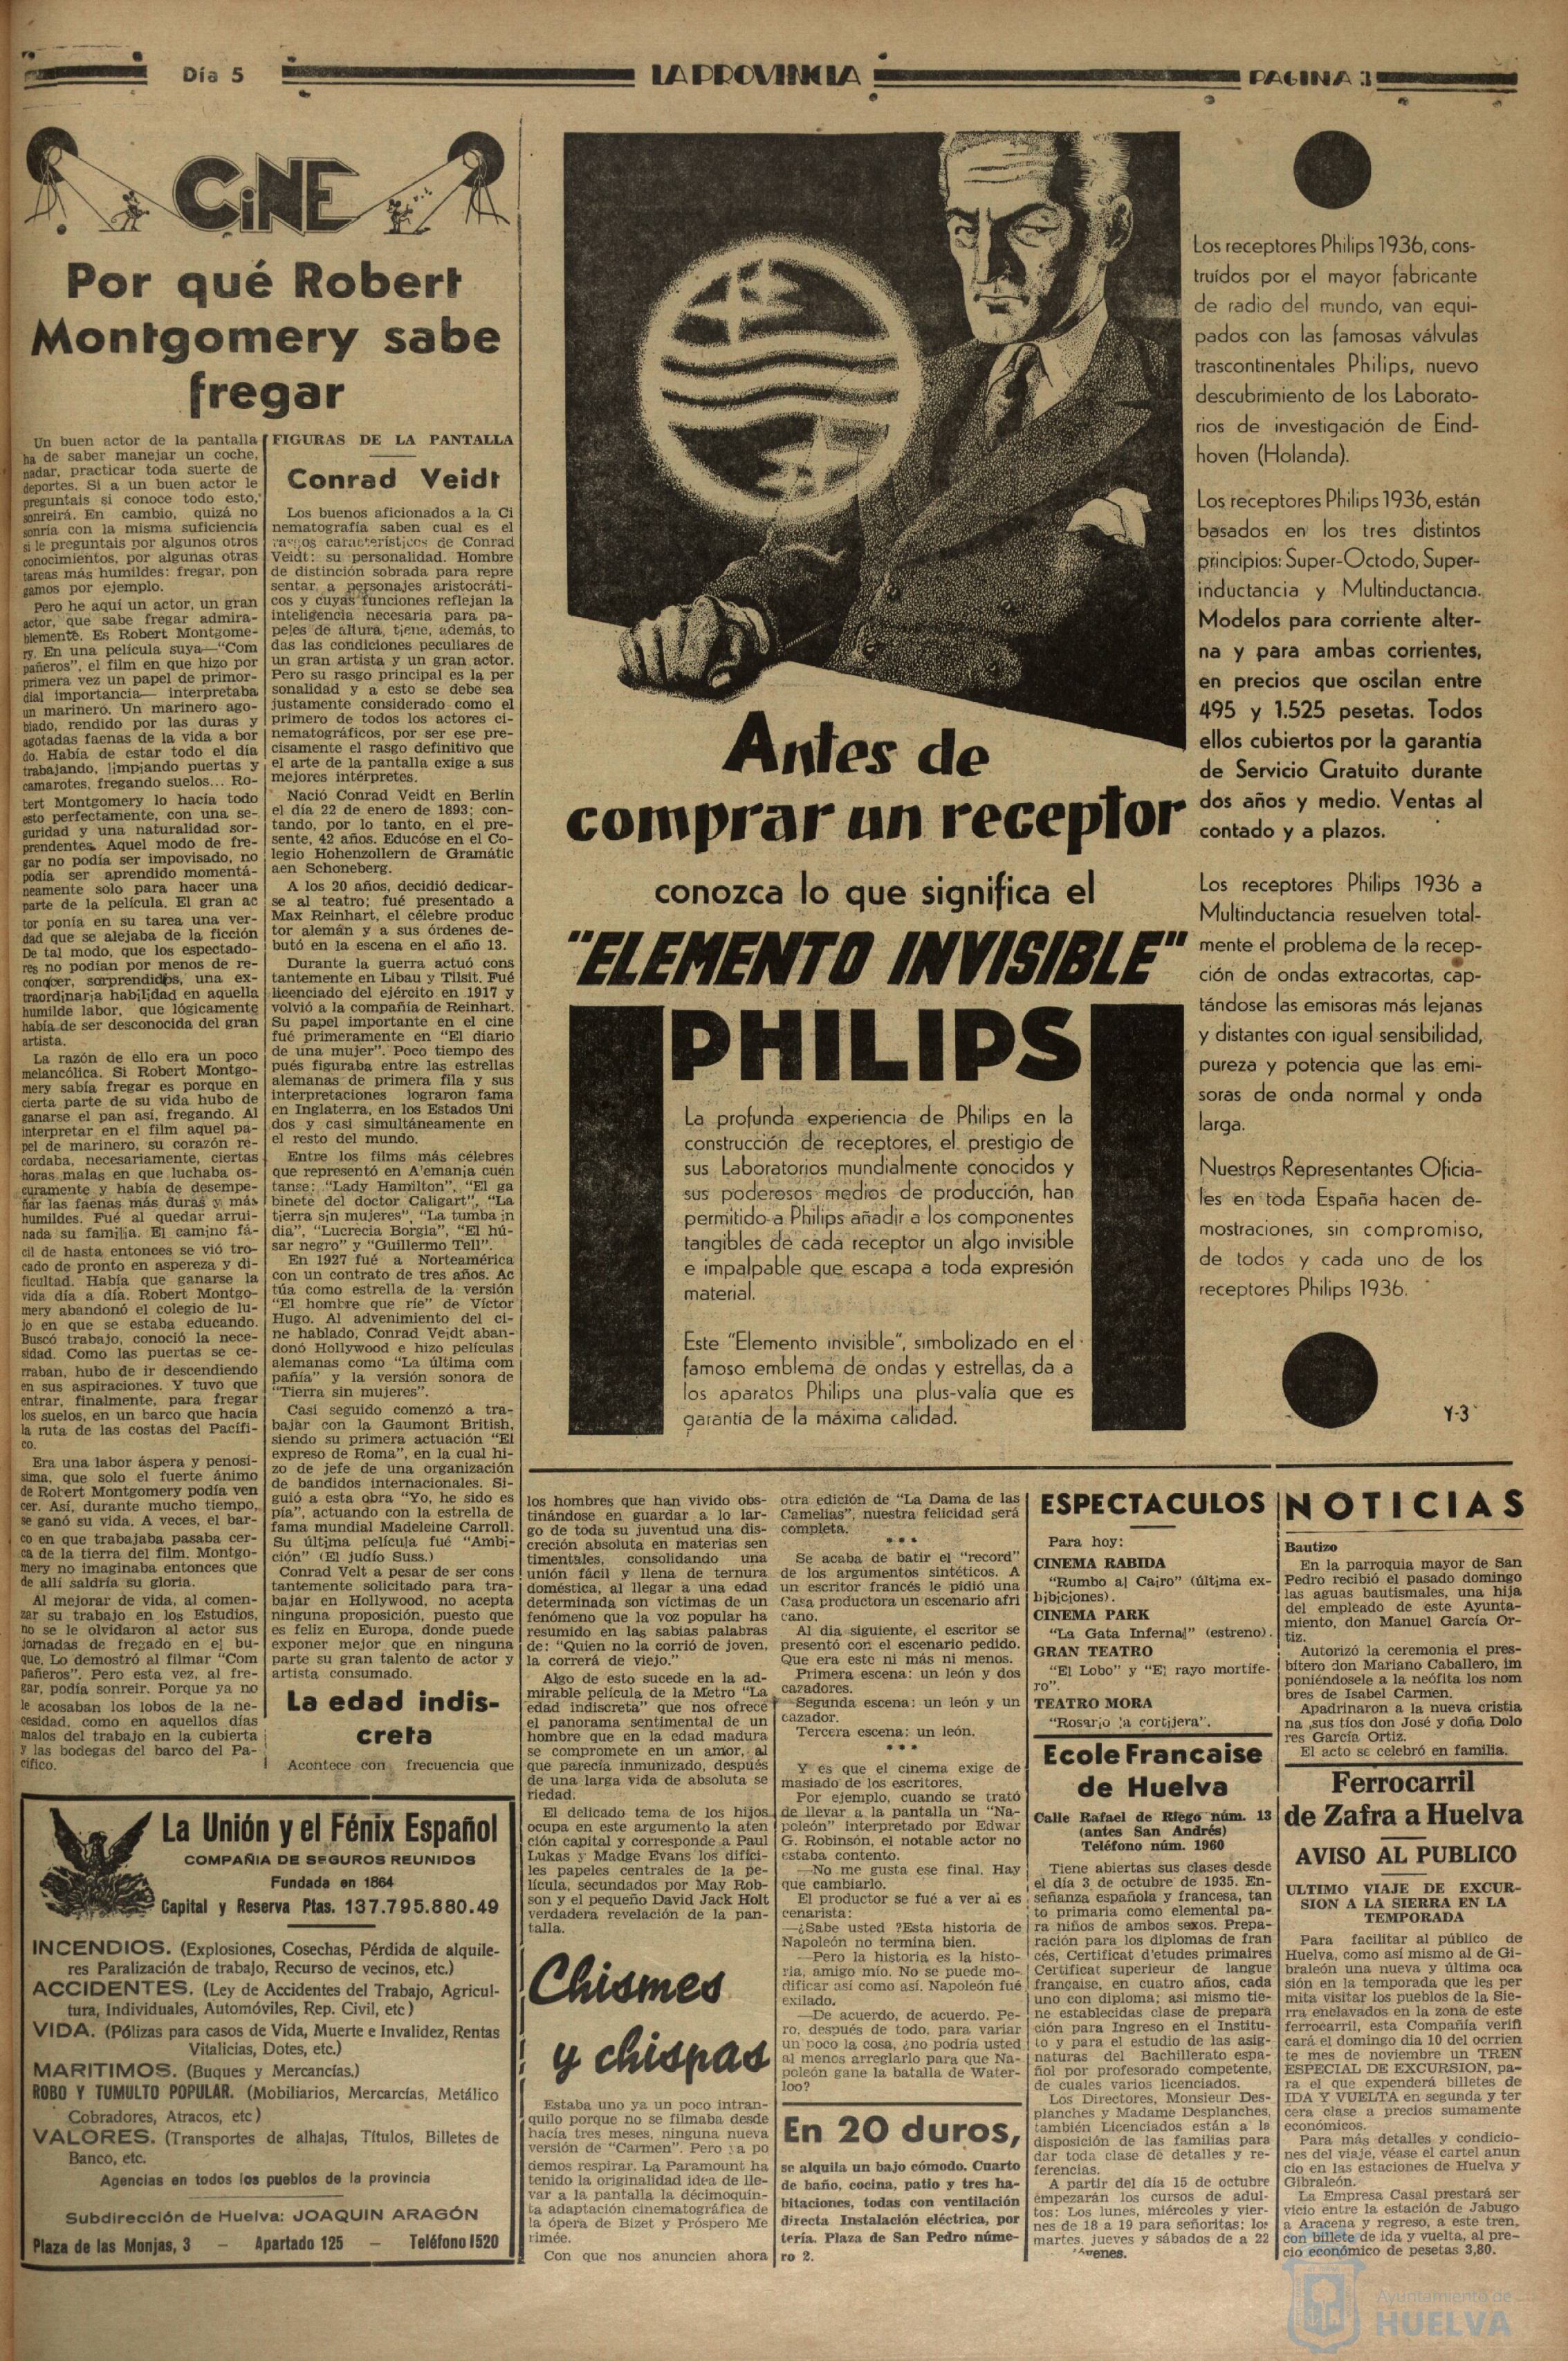 Día 5
LA PROVINCIA
PAGINA 3
CINE
Por qué Robert
Montgomery sabe
fregar
Un buen actor de la pantalla
ha de saber manejar un coche,
nadar, practicar toda suerte de
deportes. Si a un buen actor le
preguntais si conoce todo esto,
sonreirá. En cambio, quizá no
sonria con la misma suficiencia
si le preguntais por algunos otros
conocimientos, por algunas otras
tareas más humildes: fregar, pon
gamos por ejemplo.
Pero he aquí un actor, un gran
actor, que sabe fregar admira-
blemente. Es Robert Montgome-
ry. En una película suya—"Com
pañeros", el film en que hizo por
primera vez un papel de primor-
dial importancia— interpretaba
un marinero. Un marinero ago-
biado, rendido por las duras y
agotadas faenas de la vida a bor
do. Había de estar todo el día
trabajando, limpiando puertas y
camarotes, fregando suelos... Ro-
bert Montgomery lo hacía todo
esto perfectamente, con una se-
guridad y una naturalidad sor-
prendentes. Aquel modo de fre-
gar no podía ser impovisado, no
podia ser aprendido momentá-
neamente solo para hacer una
parte de la película. El gran ac
tor ponía en su tarea una ver-
dad que se alejaba de la ficción
De tal modo, que los espectado-
res no podían por menos de re-
conocer, sorprendidos, una ex-
traordinaria habilidad en aquella
humilde labor, que lógicamente
había de ser desconocida del gran
artista.
La razón de ello era un poco
melancólica. Si Robert Montgo-
mery sabía fregar es porque en
cierta parte de su vida hubo de
ganarse el pan así, fregando. Al
interpretar en el film aquel pa-
pel de marinero, su corazón re-
cordaba, necesariamente, ciertas
horas malas en que luchaba os-
curamente y había de desempe-
ñar las faenas más duras y más
humildes. Fué al quedar arrui-
nada su familia. El camino fá-
cil de hasta entonces se vió tro-
cado de pronto en aspereza y di-
ficultad. Había que ganarse la
vida día a día. Robert Montgo-
mery abandonó el colegio de lu-
jo en que se estaba educando.
Buscó trabajo, conoció la nece-
sidad. Como las puertas se ce-
rraban, hubo de ir descendiendo
en sus aspiraciones. Y tuvo que
entrar, finalmente, para fregar
los suelos, en un barco que hacía
la ruta de las costas del Pacífi-
co.
Era una labor áspera y penosi-
sima, que solo el fuerte ánimo
de Robert Montgomery podía ven
cer. Así, durante mucho tiempo,
se ganó su vida. A veces, el bar-
co en que trabajaba pasaba cer-
ca de la tierra del film. Montgo-
mery no imaginaba entonces que
de allí saldría su gloria.
Al mejorar de vida, al comen-
zar su trabajo en los Estudios,
no se le olvidaron al actor sus
jornadas de fregado en el bu-
que. Lo demostró al filmar "Com
pañeros". Pero esta vez, al fre-
gar, podía sonreir. Porque ya no
le acosaban los lobos de la ne-
cesidad, como en aquellos días
malos del trabajo en la cubierta
y las bodegas del barco del Pa-
cífico.
FIGURAS DE LA PANTALLA
Conrad Veidt
Los buenos aficionados a la Ci
nematografía saben cual es el
rasgos característicos de Conrad
Veidt: su personalidad. Hombre
de distinción sobrada para repre
sentar, a personajes aristocráti-
cos y cuyas funciones reflejan la
inteligencia necesaria para pa-
peles de altura, tiene, además, to
das las condiciones peculiares de
un gran artista y un gran actor.
Pero su rasgo principal es la per
sonalidad y a esto se debe sea
justamente considerado como el
primero de todos los actores ci-
nematográficos, por ser ese pre-
cisamente el rasgo definitivo que
el arte de la pantalla exige a sus
mejores intérpretes.
Nació Conrad Veidt en Berlín
el día 22 de enero de 1893; con-
tando, por lo tanto, en el pre-
sente, 42 años. Educóse en el Co-
legio Hohenzollern de Gramátic
aen Schoneberg.
A los 20 años, decidió dedicar-
se al teatro; fué presentado a
Max Reinhart, el célebre produc
tor alemán y a sus órdenes de-
butó en la escena en el año 13.
Durante la guerra actuó cons
tantemente en Libau y Tilsit. Fué
licenciado del ejército en 1917 y
volvió a la compañía de Reinhart.
Su papel importante en el cine
fué primeramente en "El diario
de una mujer". Poco tiempo des
pués figuraba entre las estrellas
alemanas de primera fila y sus
interpretaciones lograron fama
en Inglaterra, en los Estados Uni
dos y casi simultáneamente en
el resto del mundo.
Entre los films más célebres
que representó en A'emania cuén
tanse: "Lady Hamilton", "El ga
binete del doctor Caligart", "La
tierra sin mujeres", "La tumba in
dia", "Lucrecia Borgia", "El hú-
sar negro" y "Guillermo Tell".
En 1927 fué a Norteamérica
con un contrato de tres años. Ac
túa como estrella de la versión
"El hombre que ríe" de Víctor
Hugo. Al advenimiento del ci-
ne hablado, Conrad Veidt aban-
donó Hollywood e hizo películas
alemanas como "La última com
pañía" y la versión sonora de
"Tierra sin mujeres".
Casi seguido comenzó a tra-
bajar con la Gaumont British,
siendo su primera actuación "El
expreso de Roma", en la cual hi-
zo de jefe de una organización
de bandidos internacionales. Si-
guió a esta obra "Yo, he sido es
pía", actuando con la estrella de
fama mundial Madeleine Carroll.
Su última película fué "Ambi-
ción" (El judío Suss.)
Conrad Velt a pesar de ser cons
tantemente solicitado para tra-
bajar en Hollywood, no acepta
ninguna proposición, puesto que
es feliz en Europa, donde puede
exponer mejor que en ninguna
parte su gran talento de actor y
artista consumado.
La edad indis-
creta
Acontece con frecuencia que
La Unión y el Fénix Español
COMPAÑIA DE SEGUROS REUNIDOS
Fundada en 1864
Capital y Reserva Ptas. 137.795.880.49
INCENDIOS. (Explosiones, Cosechas, Pérdida de alquile-
res Paralización de trabajo, Recurso de vecinos, etc.)
ACCIDENTES. (Ley de Accidentes del Trabajo, Agricul-
tura, Individuales, Automóviles, Rep. Civil, etc)
VIDA. (Pólizas para casos de Vida, Muerte e Invalidez, Rentas
Vitalicias, Dotes, etc.)
MARITIMOS. (Buques y Mercancías.)
ROBO Y TUMULTO POPULAR. (Mobiliarios, Mercarcías, Metálico
Cobradores, Atracos, etc)
VALORES. (Transportes de alhajas, Títulos, Billetes de
Banco, etc.
Agencias en todos los pueblos de la provincia
Subdirección de Huelva: JOAQUIN ARAGÓN
Plaza de las Monjas, 3 — Apartado 125 — Teléfono 1520
Antes de
comprar un receptor
conozca lo que significa el
"ELEMENTO INVISIBLE"
PHILIPS
La profunda experiencia de Philips en la
construcción de receptores, el prestigio de
sus Laboratorios mundialmente conocidos y
sus poderosos medios de producción, han
permitido a Philips añadir a los componentes
tangibles de cada receptor un algo invisible
e impalpable que escapa a toda expresión
material.
Este "Elemento invisible", simbolizado en el
famoso emblema de ondas y estrellas, da a
los aparatos Philips una plus-valía que es
garantía de la máxima calidad.
Los receptores Philips 1936, cons-
truídos por el mayor fabricante
de radio del mundo, van equi-
pados con las famosas válvulas
trascontinentales Philips, nuevo
descubrimiento de los Laborato-
rios de investigación de Eind-
hoven (Holanda).
Los receptores Philips 1936, están
basados en los tres distintos
principios: Super-Octodo, Super-
inductancia y Multinductancia.
Modelos para corriente alter-
na y para ambas corrientes,
en precios que oscilan entre
495 y 1.525 pesetas. Todos
ellos cubiertos por la garantía
de Servicio Gratuito durante
dos años y medio. Ventas al
contado y a plazos.
Los receptores Philips 1936 a
Multinductancia resuelven total-
mente el problema de la recep-
ción de ondas extracortas, cap-
tándose las emisoras más lejanas
y distantes con igual sensibilidad,
pureza y potencia que las emi-
soras de onda normal y onda
larga.
Nuestros Representantes Oficia-
les en toda España hacen de-
mostraciones, sin compromiso,
de todos y cada uno de los
receptores Philips 1936.
Y-3
los hombres que han vivido obs-
tinándose en guardar a lo lar-
go de toda su juventud una dis-
creción absoluta en materias sen
timentales, consolidando una
unión fácil y llena de ternura
doméstica, al llegar a una edad
determinada son víctimas de un
fenómeno que la voz popular ha
resumido en las sabias palabras
de: "Quien no la corrió de joven,
la correrá de viejo."
Algo de esto sucede en la ad-
mirable película de la Metro "La
edad indiscreta" que nos ofrece
el panorama sentimental de un
hombre que en la edad madura
se compromete en un amor, al
que parecía inmunizado, después
de una larga vida de absoluta se
riedad.
El delicado tema de los hijos
ocupa en este argumento la aten
ción capital y corresponde a Paul
Lukas y Madge Evans los difíci-
les papeles centrales de la pe-
lícula, secundados por May Rob-
son y el pequeño David Jack Holt
verdadera revelación de la pan-
talla.
Chismes
y chispas
Estaba uno ya un poco intran-
quilo porque no se filmaba desde
hacía tres meses, ninguna nueva
versión de "Carmen". Pero ya po
demos respirar. La Paramount ha
tenido la originalidad idea de lle-
var a la pantalla la décimoquin-
ta adaptación cinematográfica de
la ópera de Bizet y Próspero Me
rimée.
Con que nos anuncien ahora
otra edición de "La Dama de las
Camelias", nuestra felicidad será
completa.
* * *
Se acaba de batir el "record"
de los argumentos sintéticos. A
un escritor francés le pidió una
Casa productora un escenario afri
cano.
Al día siguiente, el escritor se
presentó con el escenario pedido.
Que era este ni más ni menos.
Primera escena: un león y dos
cazadores.
Segunda escena: un león y un
cazador.
Tercera escena: un león.
* * *
Y es que el cinema exige de
masiado de los escritores.
Por ejemplo, cuando se trató
de llevar a la pantalla un "Na-
poleón" interpretado por Edwar
G. Robinsón, el notable actor no
estaba contento.
—No me gusta ese final. Hay
que cambiarlo.
El productor se fué a ver al es
cenarista:
—¿Sabe usted ?Esta historia de
Napoleón no termina bien.
—Pero la historia es la histo-
ria, amigo mío. No se puede mo-
dificar así como así. Napoleón fué
exilado.
—De acuerdo, de acuerdo. Pe-
ro, después de todo, para variar
un poco la cosa, ¿no podría usted
al menos arreglarlo para que Na-
poleón gane la batalla de Water-
loo?
En 20 duros,
se alquila un bajo cómodo. Cuarto
de baño, cocina, patio y tres ha-
bitaciones, todas con ventilación
directa Instalación eléctrica, por
tería. Plaza de San Pedro núme-
ro 2.
ESPECTACULOS
Para hoy:
CINEMA RABIDA
"Rumbo al Cairo" (última ex-
hibiciones).
CINEMA PARK
"La Gata Infernal" (estreno).
GRAN TEATRO
"El Lobo" y "El rayo mortife-
ro".
TEATRO MORA
"Rosario la cortijera".
Ecole Francaise
de Huelva
Calle Rafael de Riego núm. 13
(antes San Andrés)
Teléfono núm. 1960
Tiene abiertas sus clases desde
el día 3 de octubre de 1935. En-
señanza española y francesa, tan
to primaria como elemental pa-
ra niños de ambos sexos. Prepa-
ración para los diplomas de fran
cés, Certificat d'etudes primaires
Certificat superieur de langue
française, en cuatro años, cada
uno con diploma; asi mismo tie-
ne establecidas clase de prepara
ción para Ingreso en el Institu-
to y para el estudio de las asig-
naturas del Bachillerato espa-
ñol por profesorado competente,
de cuales varios licenciados.
Los Directores, Monsieur Des-
planches y Madame Desplanches,
también Licenciados están a la
disposición de las familias para
dar toda clase de detalles y re-
ferencias.
A partir del día 15 de octubre
empezarán los cursos de adul-
tos: Los lunes, miércoles y vier-
nes de 18 a 19 para señoritas; los
martes, jueves y sábados de a 22
NOTICIAS
Bautizo
En la parroquia mayor de San
Pedro recibió el pasado domingo
las aguas bautismales, una hija
del empleado de este Ayunta-
miento, don Manuel García Or-
tiz.
Autorizó la ceremonia el pres-
bítero don Mariano Caballero, im
poniéndosele a la neófita los nom
bres de Isabel Carmen.
Apadrinaron a la nueva cristia
na ,sus tíos don José y doña Dolo
res García Ortiz.
El acto se celebró en familia.
Ferrocarril
de Zafra a Huelva
AVISO AL PUBLICO
ULTIMO VIAJE DE EXCUR-
SION A LA SIERRA EN LA
TEMPORADA
Para facilitar al público de
Huelva, como así mismo al de Gi-
braleón una nueva y última oca
sión en la temporada que les per
mita visitar los pueblos de la Sie-
rra enclavados en la zona de este
ferrocarril, esta Compañía verifi
cará el domingo dia 10 del ocrrien
te mes de noviembre un TREN
ESPECIAL DE EXCURSION, pa-
ra el que expenderá billetes de
IDA Y VUELTA en segunda y ter
cera clase a precios sumamente
económicos.
Para más detalles y condicio-
nes del viaje, véase el cartel anun
cio en las estaciones de Huelva y
Gibraleón.
La Empresa Casal prestará ser
vicio entre la estación de Jabugo
a Aracena y regreso, a este tren,
con billete de ida y vuelta, al pre-
cio económico de pesetas 3,80.
Ayuntamiento de
HUELVA